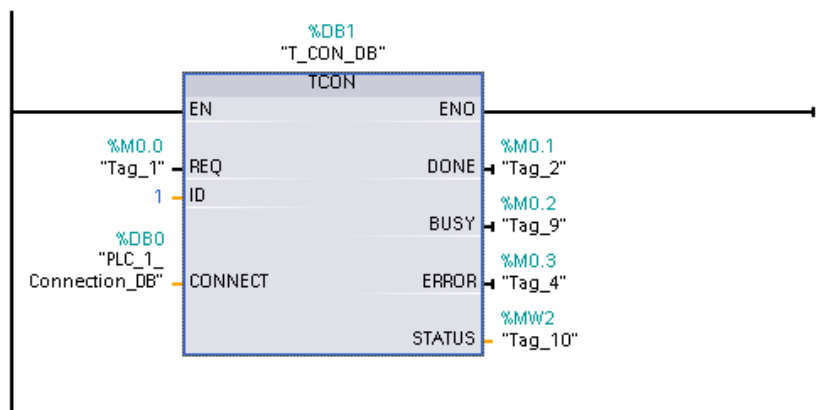 %DB1
"T_CON_DB"
TCON
EN
ENO
%M0.0
"Tag_1"
REQ
%M0.1
DONE
"Tag_2"
1
ID
%M0.2
BUSY
"Tag_9"
%DB0
"PLC_1_
Connection_DB"
CONNECT
%M0.3
ERROR
"Tag_4"
%MW2
STATUS
"Tag_10"